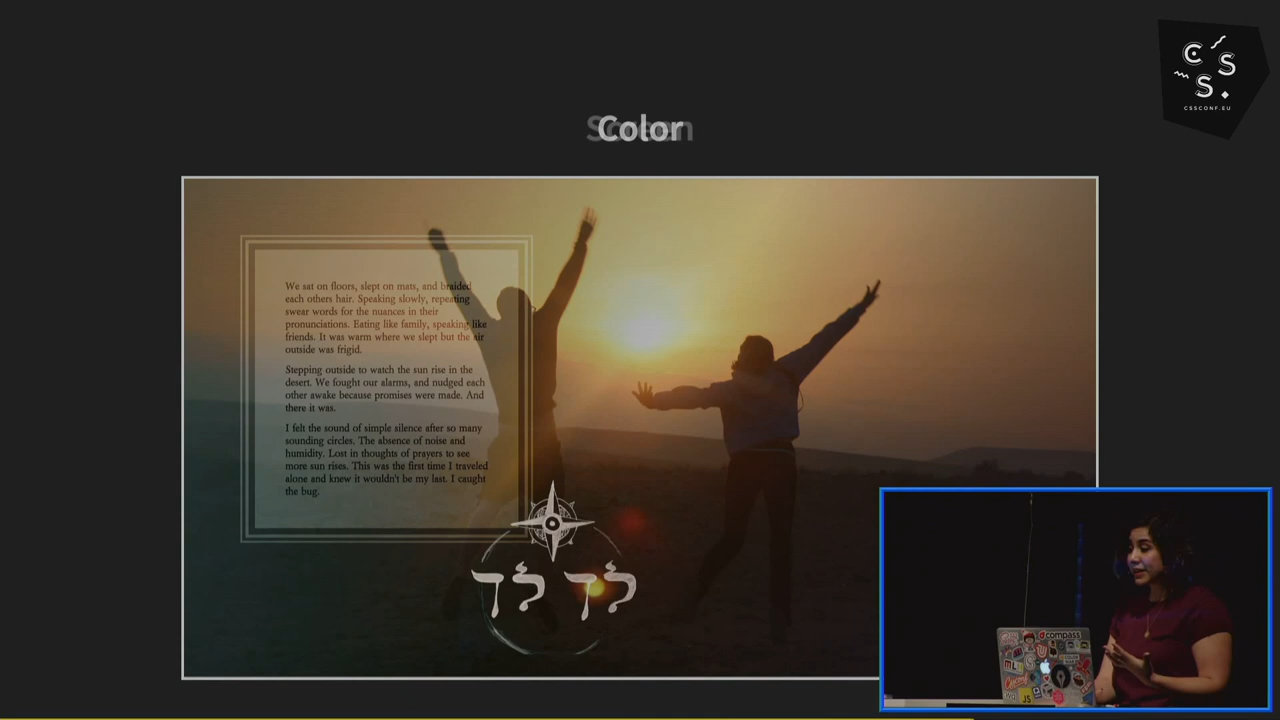 C S S.
CSSCONF.EU
Screen
Color
We sat on floors, slept on mats, and braided
each others hair. Speaking slowly, repeating
swear words for the nuances in their
pronunciations. Eating like family, speaking like
friends. It was warm where we slept but the air
outside was frigid.
Stepping outside to watch the sun rise in the
desert. We fought our alarms, and nudged each
other awake because promises were made. And
there it was.
I felt the sound of simple silence after so many
sounding circles. The absence of noise and
humidity. Lost in thoughts of prayers to see
more sun rises. This was the first time I traveled
alone and knew it wouldn't be my last. I caught
the bug.
לך לך
compass
ML
CSSconf
JS